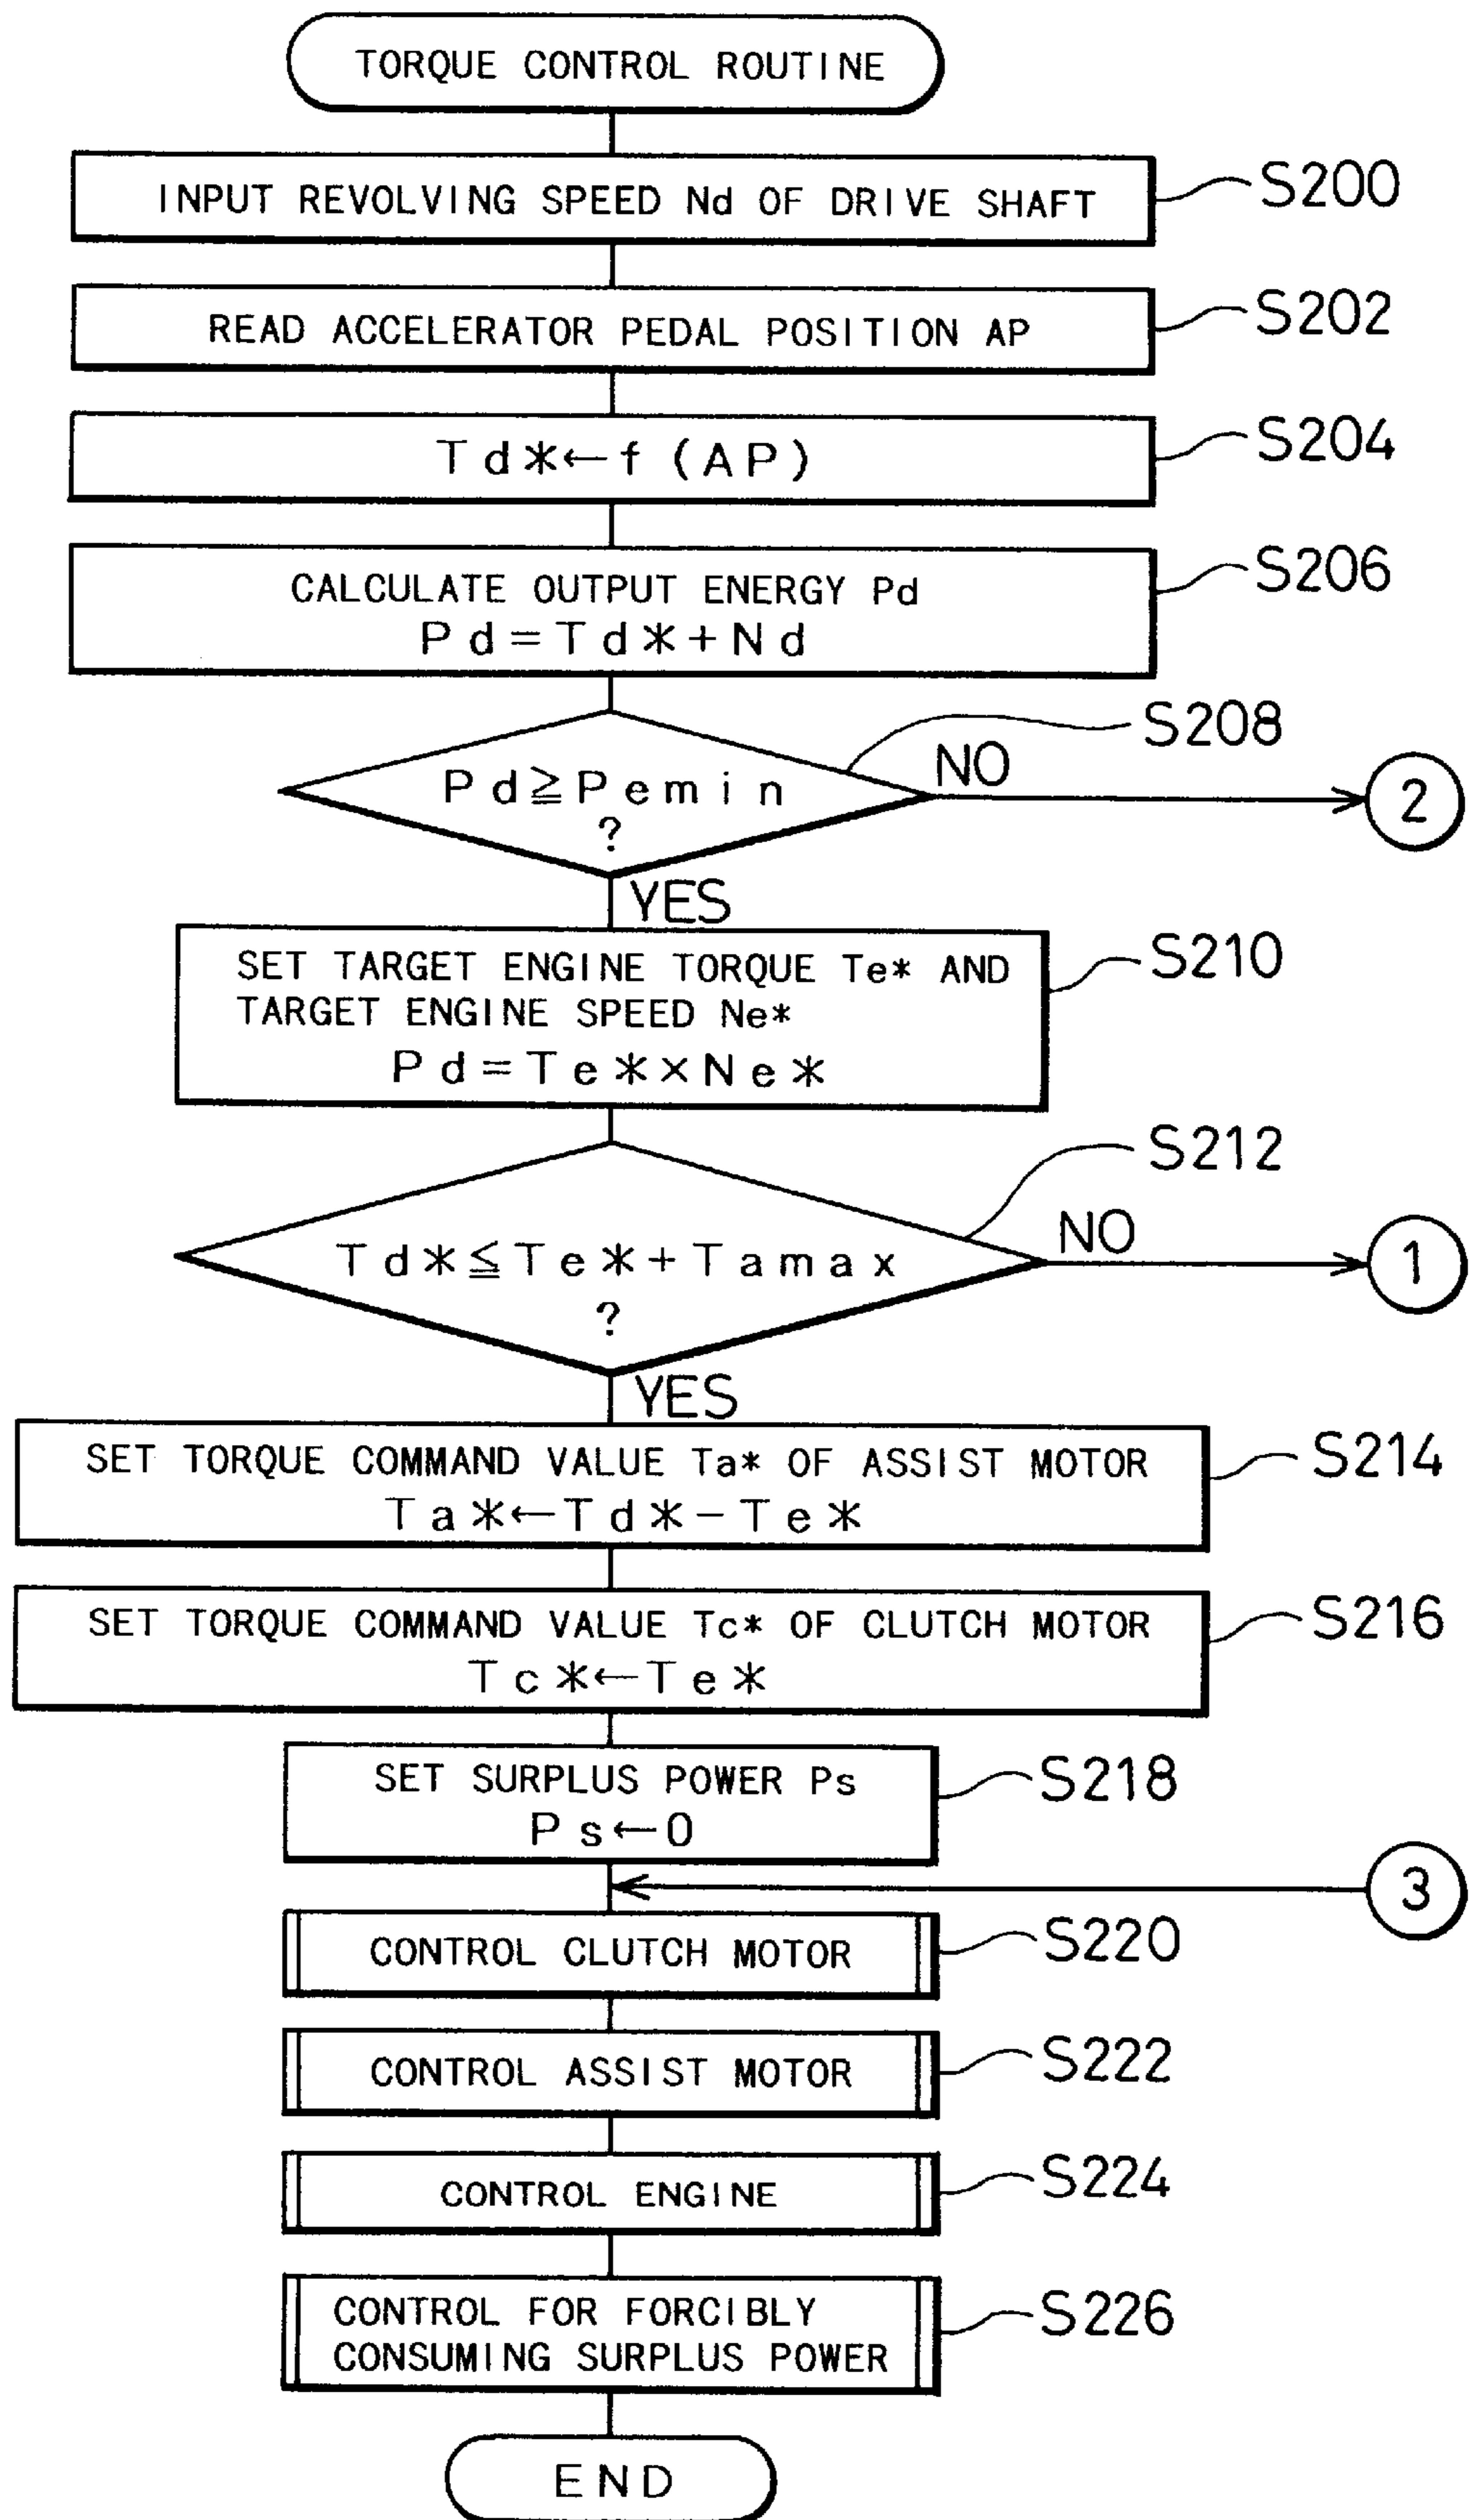 TORQUE CONTROL ROUTINE
INPUT REVOLVING SPEED Nd OF DRIVE SHAFT
S200
READ ACCELERATOR PEDAL POSITION AP
S202
Td*←f(AP)
S204
CALCULATE OUTPUT ENERGY Pd
Pd=Td*+Nd
S206
S208
Pd≧Pemin
?
NO
2
YES
SET TARGET ENGINE TORQUE Te* AND
TARGET ENGINE SPEED Ne*
Pd=Te*×Ne*
S210
S212
Td*≦Te*+Tamax
?
NO
1
YES
SET TORQUE COMMAND VALUE Ta* OF ASSIST MOTOR
Ta*←Td*-Te*
S214
SET TORQUE COMMAND VALUE Tc* OF CLUTCH MOTOR
Tc*←Te*
S216
SET SURPLUS POWER Ps
Ps←0
S218
3
CONTROL CLUTCH MOTOR
S220
CONTROL ASSIST MOTOR
S222
CONTROL ENGINE
S224
CONTROL FOR FORCIBLY
CONSUMING SURPLUS POWER
S226
END